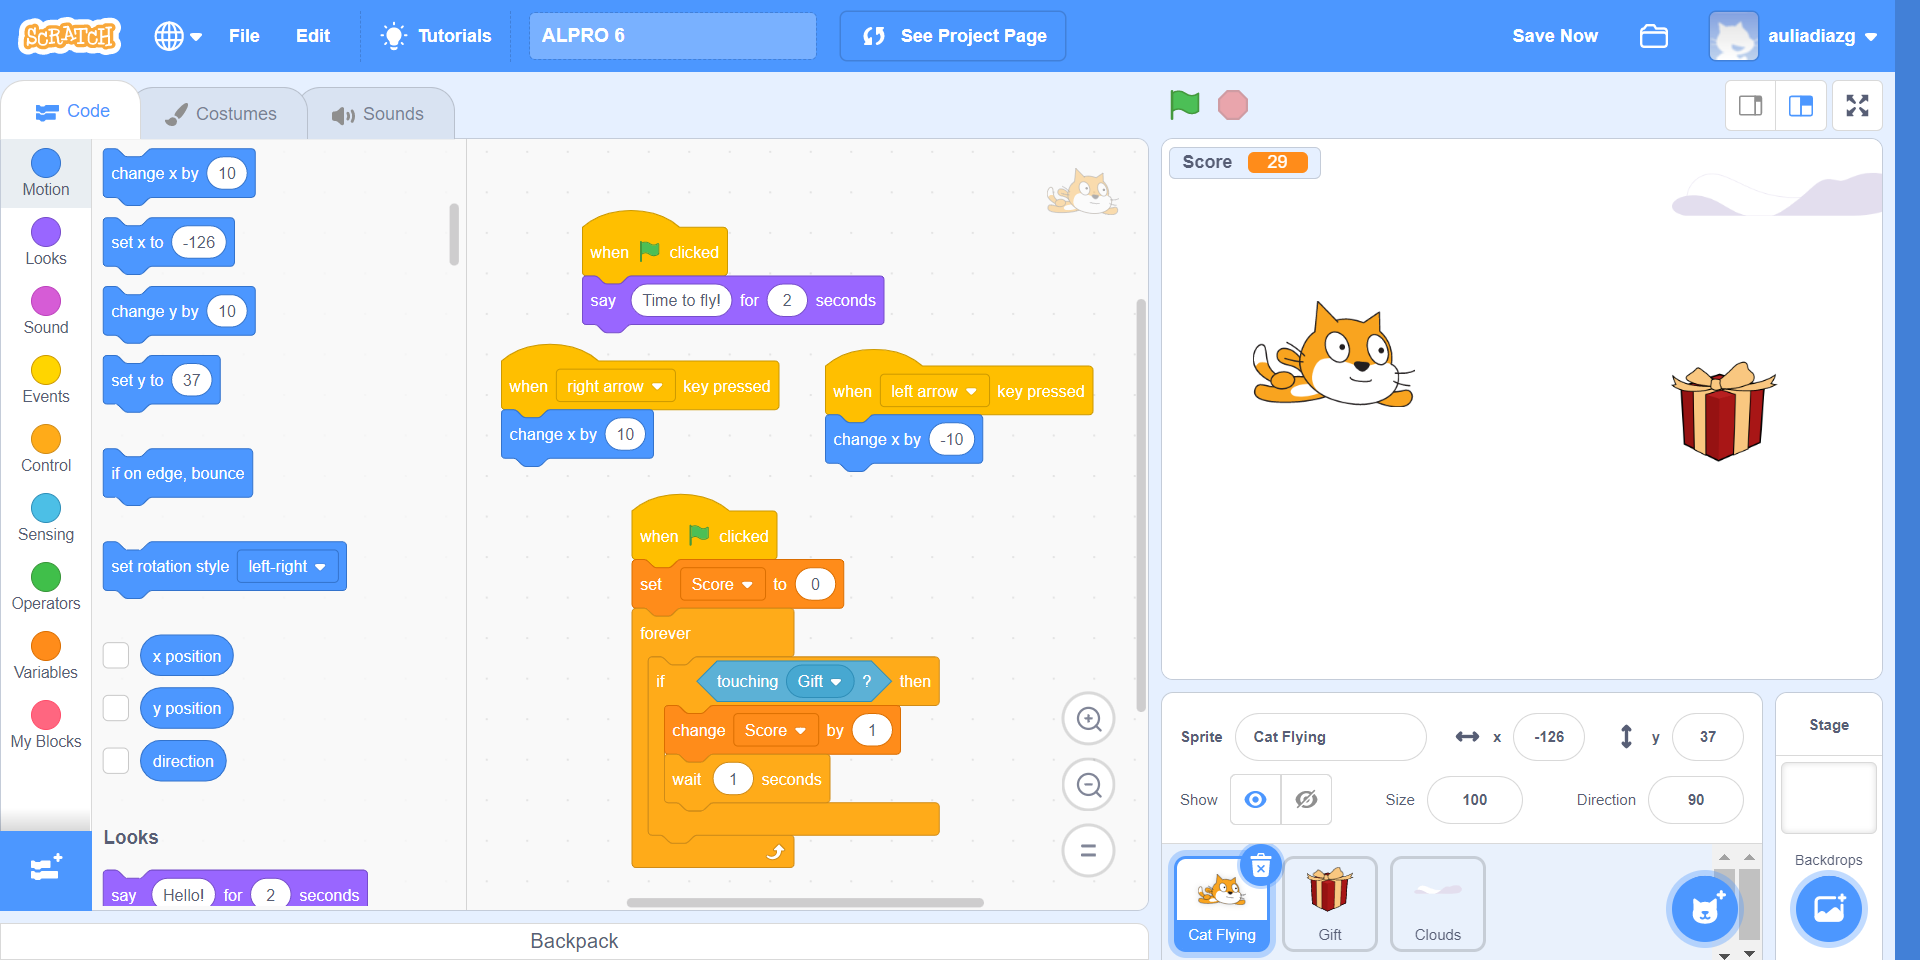 SCRATCH
File
Edit
Tutorials
ALPRO 6
See Project Page
Save Now
auliadiazg
Code
Costumes
Sounds
Motion
Looks
Sound
Events
Control
Sensing
Operators
Variables
My Blocks
change x by 10
set x to -126
change y by 10
set y to 37
if on edge, bounce
set rotation style left-right
x position
y position
direction
Looks
say Hello! for 2 seconds
when clicked
say Time to fly! for 2 seconds
when right arrow key pressed
change x by 10
when left arrow key pressed
change x by -10
when clicked
set Score to 0
forever
if touching Gift ? then
change Score by 1
wait 1 seconds
Backpack
Score 29
Sprite Cat Flying x -126 y 37
Show Size 100 Direction 90
Cat Flying
Gift
Clouds
Stage
Backdrops